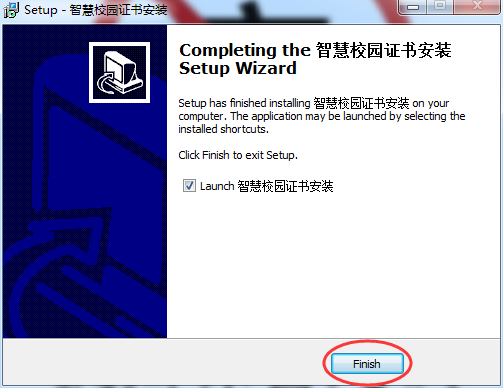 Setup - 智慧校园证书安装
Completing the 智慧校园证书安装
Setup Wizard
Setup has finished installing 智慧校园证书安装 on your
computer. The application may be launched by selecting the
installed shortcuts.
Click Finish to exit Setup.
Launch 智慧校园证书安装
Finish